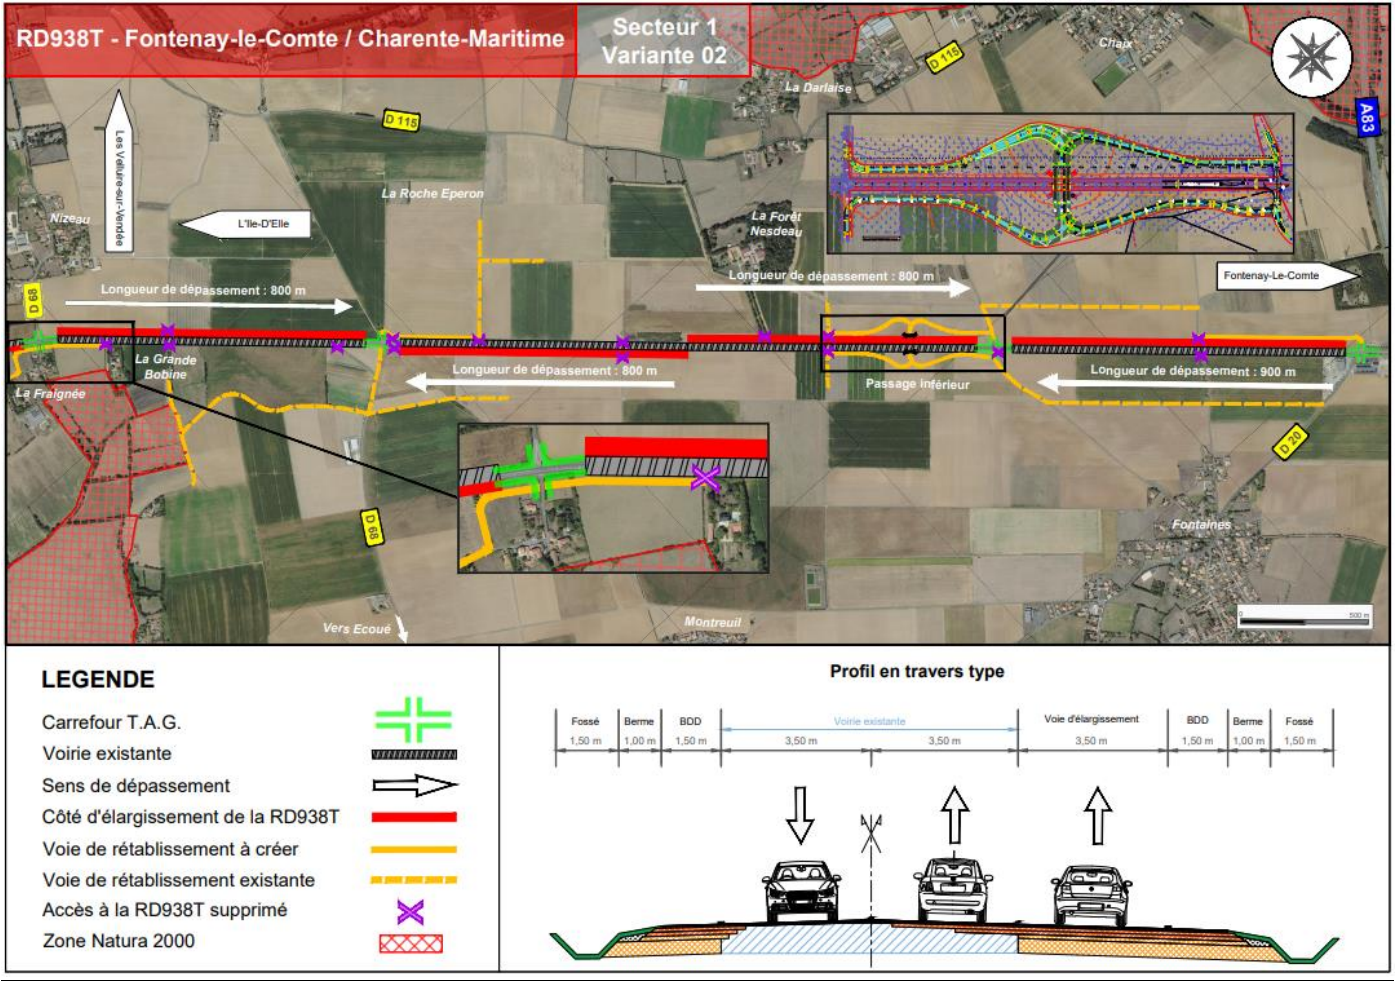 RD938T - Fontenay-le-Comte / Charente-Maritime
Secteur 1
Variante 02
D 115
Chaix
La Darlaise
A83
D 115
Les Velluire-sur-Vendée
La Roche Eperon
Nizeau
L'Ile-D'Elle
La Forêt
Nesdeau
Fontenay-Le-Comte
Longueur de dépassement : 800 m
Longueur de dépassement : 800 m
D 68
La Grande
Bobine
La Fraignée
Longueur de dépassement : 800 m
Passage inférieur
Longueur de dépassement : 900 m
D 20
D 68
Fontaines
Vers Ecoué
Montreuil
0
500 m
LEGENDE
Carrefour T.A.G.
Voirie existante
Sens de dépassement
Côté d'élargissement de la RD938T
Voie de rétablissement à créer
Voie de rétablissement existante
Accès à la RD938T supprimé
Zone Natura 2000
Profil en travers type
Fossé
Berme
BDD
Voirie existante
Voie d'élargissement
BDD
Berme
Fossé
1,50 m
1,00 m
1,50 m
3,50 m
3,50 m
3,50 m
1,50 m
1,00 m
1,50 m